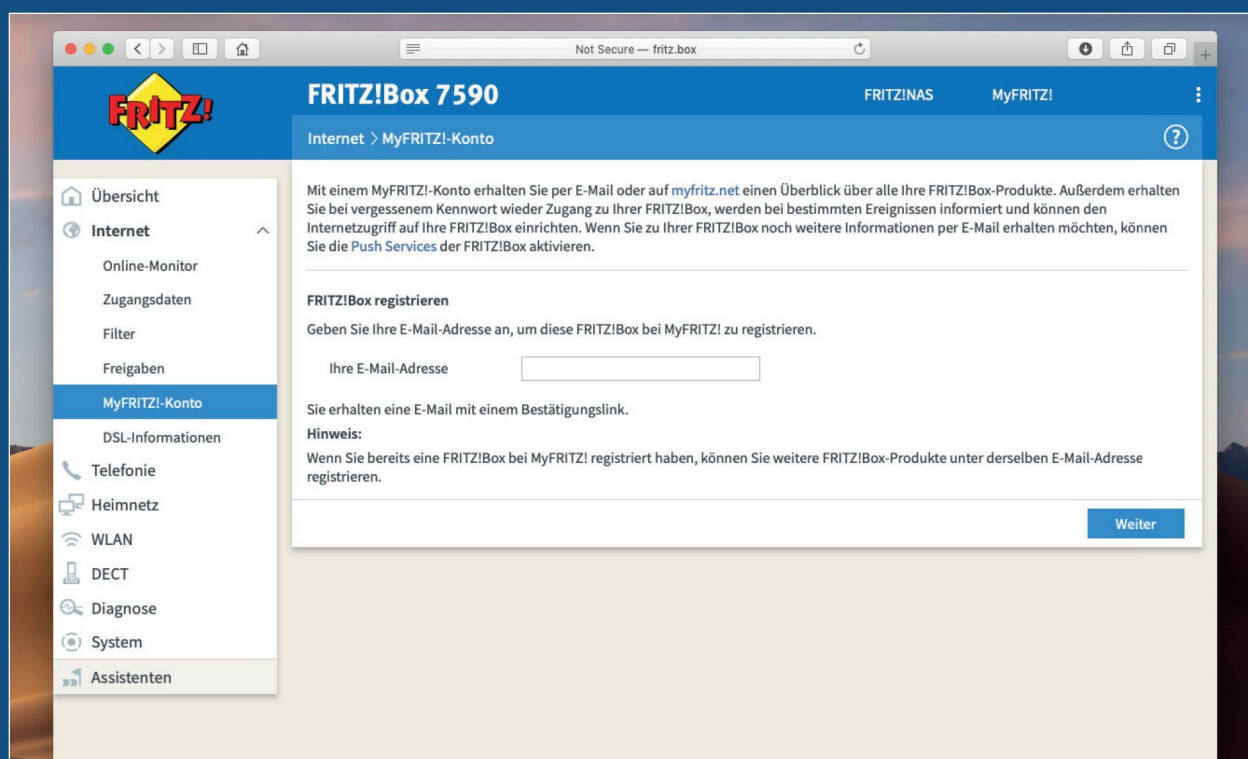 Not Secure — fritz.box
FRITZ!
FRITZ!Box 7590
FRITZ!NAS
MyFRITZ!
Internet > MyFRITZ!-Konto
?
Übersicht
Internet
Online-Monitor
Zugangsdaten
Filter
Freigaben
MyFRITZ!-Konto
DSL-Informationen
Telefonie
Heimnetz
WLAN
DECT
Diagnose
System
Assistenten
Mit einem MyFRITZ!-Konto erhalten Sie per E-Mail oder auf myfritz.net einen Überblick über alle Ihre FRITZ!Box-Produkte. Außerdem erhalten
Sie bei vergessenem Kennwort wieder Zugang zu Ihrer FRITZ!Box, werden bei bestimmten Ereignissen informiert und können den
Internetzugriff auf Ihre FRITZ!Box einrichten. Wenn Sie zu Ihrer FRITZ!Box noch weitere Informationen per E-Mail erhalten möchten, können
Sie die Push Services der FRITZ!Box aktivieren.
FRITZ!Box registrieren
Geben Sie Ihre E-Mail-Adresse an, um diese FRITZ!Box bei MyFRITZ! zu registrieren.
Ihre E-Mail-Adresse
Sie erhalten eine E-Mail mit einem Bestätigungslink.
Hinweis:
Wenn Sie bereits eine FRITZ!Box bei MyFRITZ! registriert haben, können Sie weitere FRITZ!Box-Produkte unter derselben E-Mail-Adresse
registrieren.
Weiter